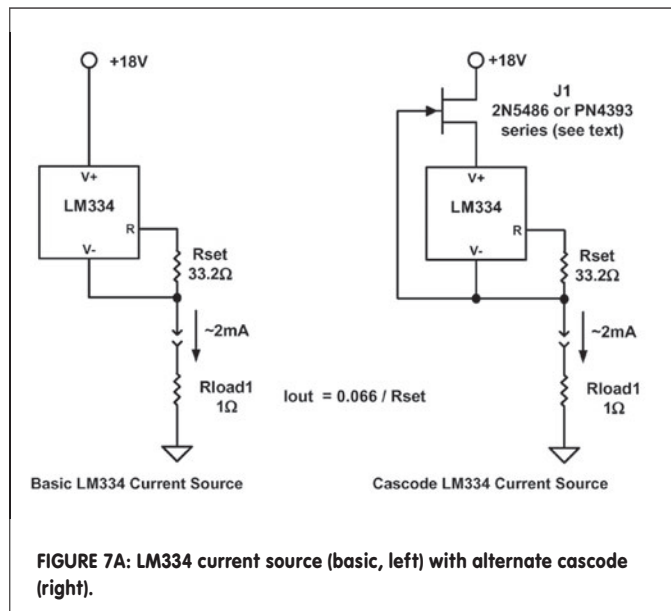 +18V
V+
LM334
R
V-
Rset
33.2Ω
~2mA
Rload1
1Ω
Basic LM334 Current Source
Iout = 0.066 / Rset
+18V
J1
2N5486 or PN4393
series (see text)
V+
LM334
R
V-
Rset
33.2Ω
~2mA
Rload1
1Ω
Cascode LM334 Current Source
FIGURE 7A: LM334 current source (basic, left) with alternate cascode
(right).